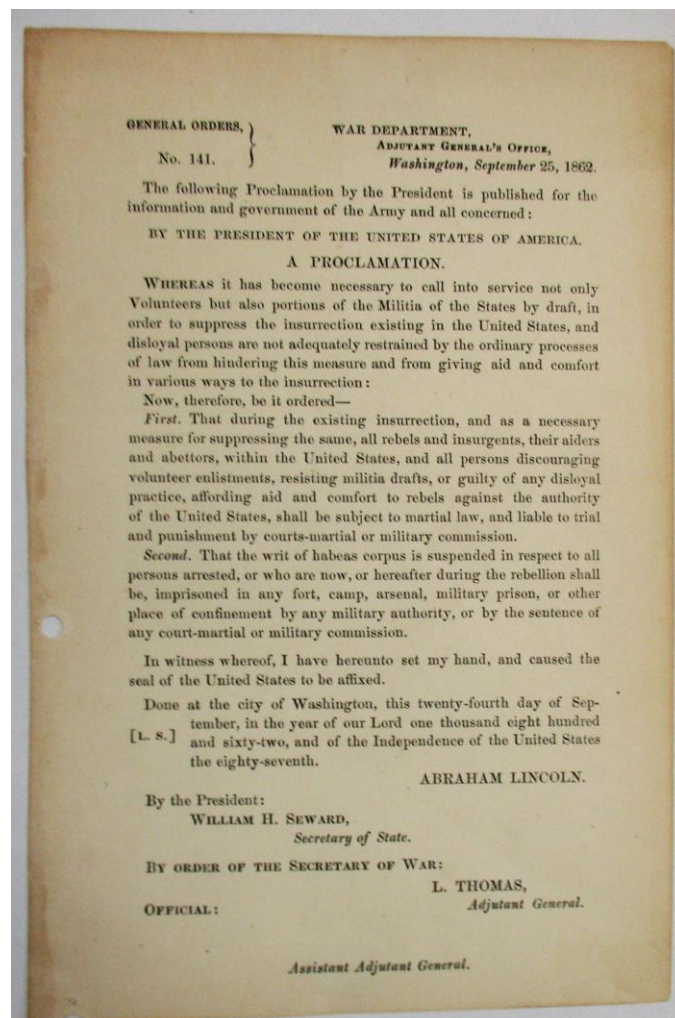 GENERAL ORDERS,
No. 141.
WAR DEPARTMENT,
ADJUTANT GENERAL'S OFFICE,
Washington, September 25, 1862.
The following Proclamation by the President is published for the
information and government of the Army and all concerned:
BY THE PRESIDENT OF THE UNITED STATES OF AMERICA.
A PROCLAMATION.
WHEREAS it has become necessary to call into service not only
Volunteers but also portions of the Militia of the States by draft, in
order to suppress the insurrection existing in the United States, and
disloyal persons are not adequately restrained by the ordinary processes
of law from hindering this measure and from giving aid and comfort
in various ways to the insurrection:
Now, therefore, be it ordered—
First. That during the existing insurrection, and as a necessary
measure for suppressing the same, all rebels and insurgents, their aiders
and abettors, within the United States, and all persons discouraging
volunteer enlistments, resisting militia drafts, or guilty of any disloyal
practice, affording aid and comfort to rebels against the authority
of the United States, shall be subject to martial law, and liable to trial
and punishment by courts-martial or military commission.
Second. That the writ of habeas corpus is suspended in respect to all
persons arrested, or who are now, or hereafter during the rebellion shall
be, imprisoned in any fort, camp, arsenal, military prison, or other
place of confinement by any military authority, or by the sentence of
any court-martial or military commission.
In witness whereof, I have hereunto set my hand, and caused the
seal of the United States to be affixed.
Done at the city of Washington, this twenty-fourth day of Sep-
tember, in the year of our Lord one thousand eight hundred
[L. S.] and sixty-two, and of the Independence of the United States
the eighty-seventh.
ABRAHAM LINCOLN.
By the President:
WILLIAM H. SEWARD,
Secretary of State.
BY ORDER OF THE SECRETARY OF WAR:
L. THOMAS,
Adjutant General.
OFFICIAL:
Assistant Adjutant General.